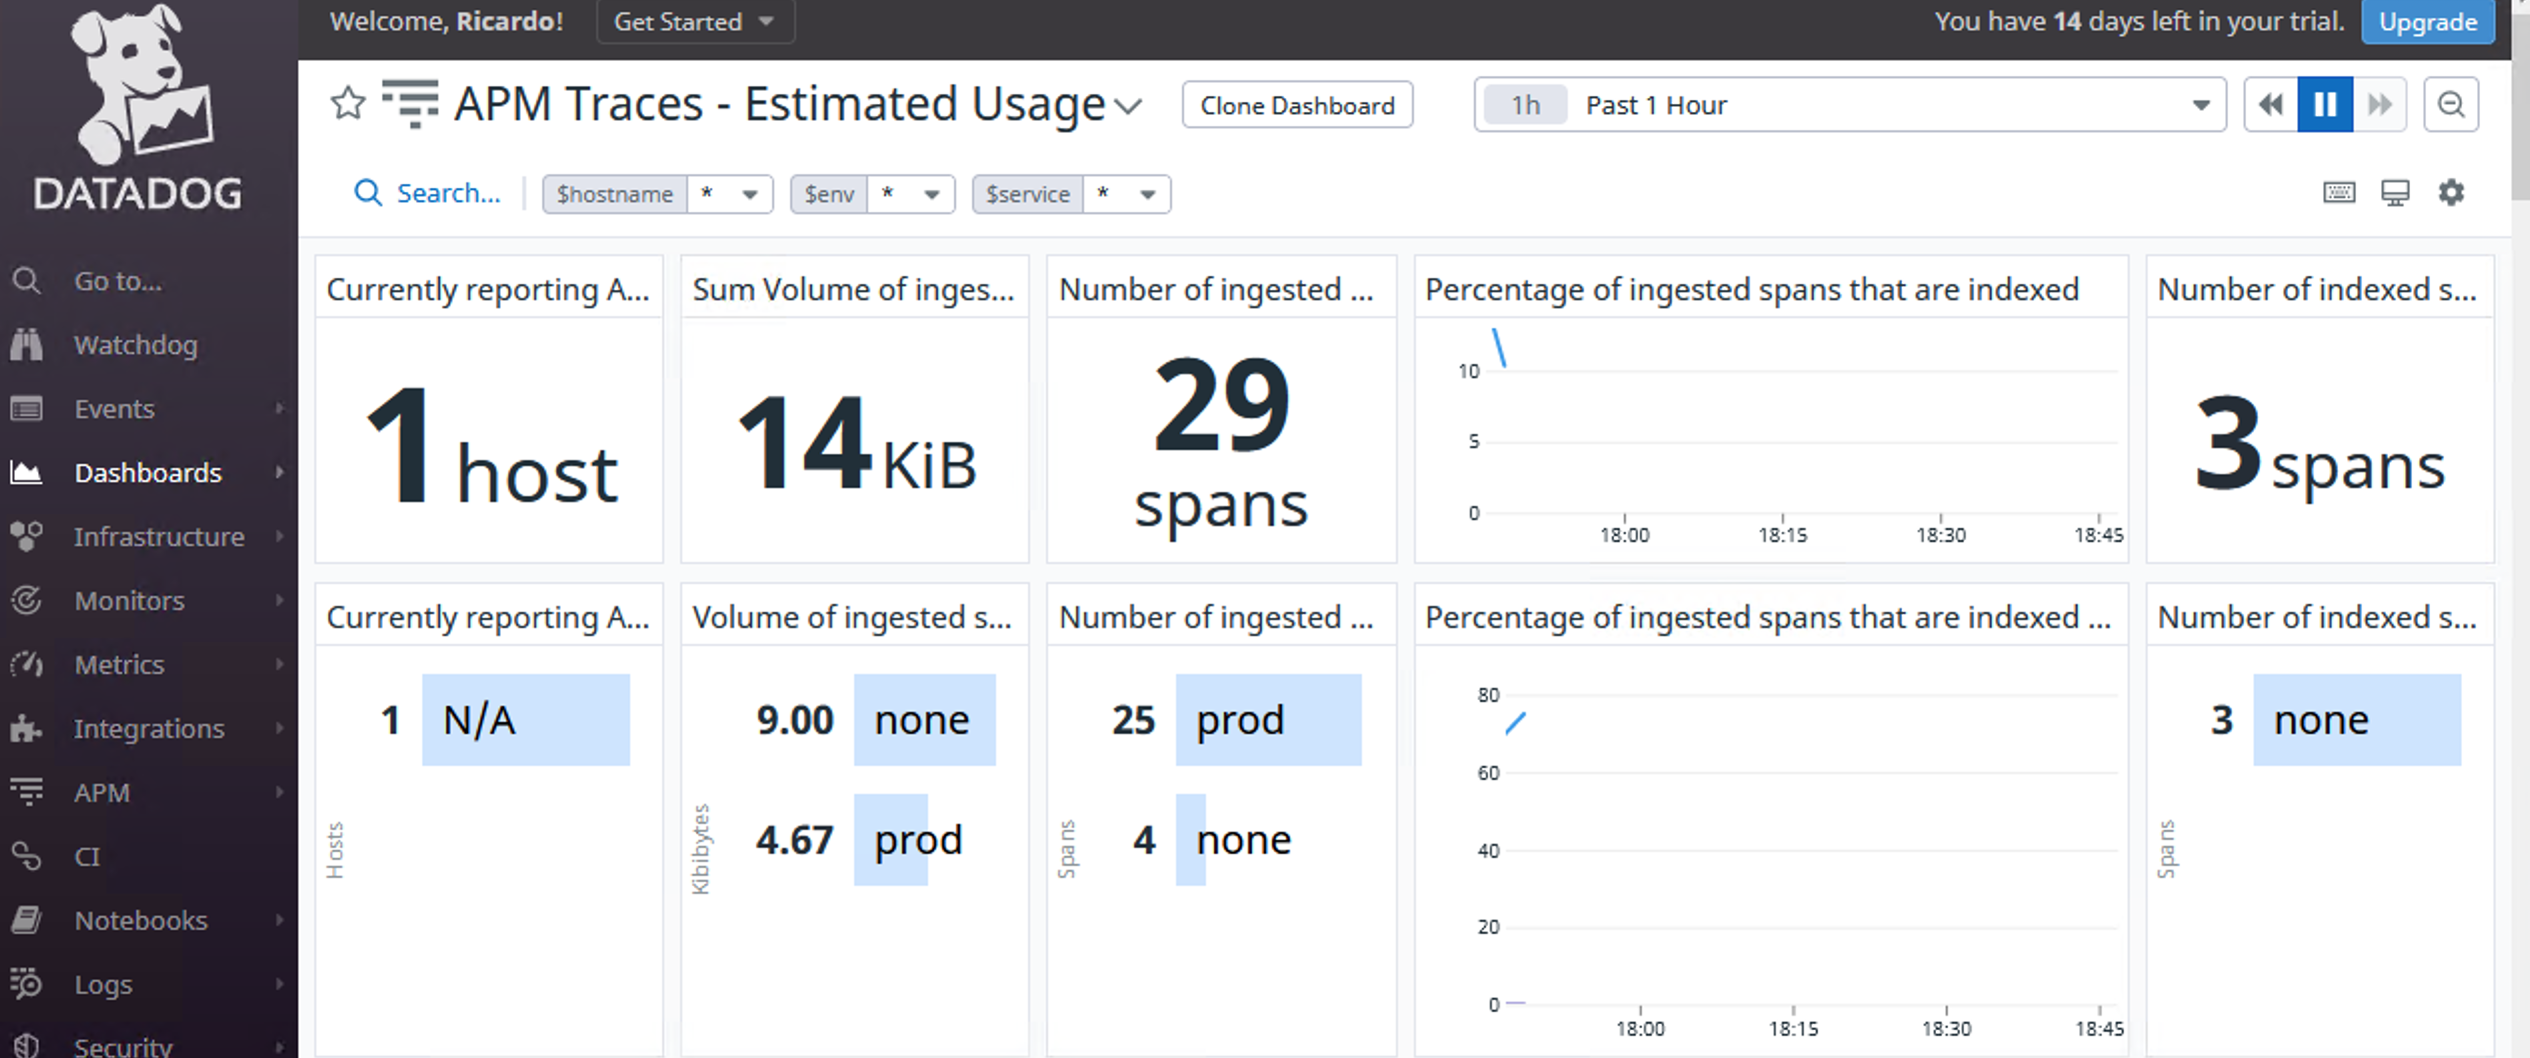 DATADOG
Go to...
Watchdog
Events
Dashboards
Infrastructure
Monitors
Metrics
Integrations
APM
CI
Notebooks
Logs
Security
Welcome, Ricardo!
Get Started
You have 14 days left in your trial.
Upgrade
APM Traces - Estimated Usage
Clone Dashboard
1h Past 1 Hour
Search...
$hostname *
$env *
$service *
Currently reporting A...
1 host
Sum Volume of inges...
14 KiB
Number of ingested ...
29
spans
Percentage of ingested spans that are indexed
10
5
0
18:00 18:15 18:30 18:45
Number of indexed s...
3 spans
Currently reporting A...
Hosts
1 N/A
Volume of ingested s...
Kibibytes
9.00 none
4.67 prod
Number of ingested ...
Spans
25 prod
4 none
Percentage of ingested spans that are indexed ...
80
60
40
20
0
18:00 18:15 18:30 18:45
Number of indexed s...
Spans
3 none